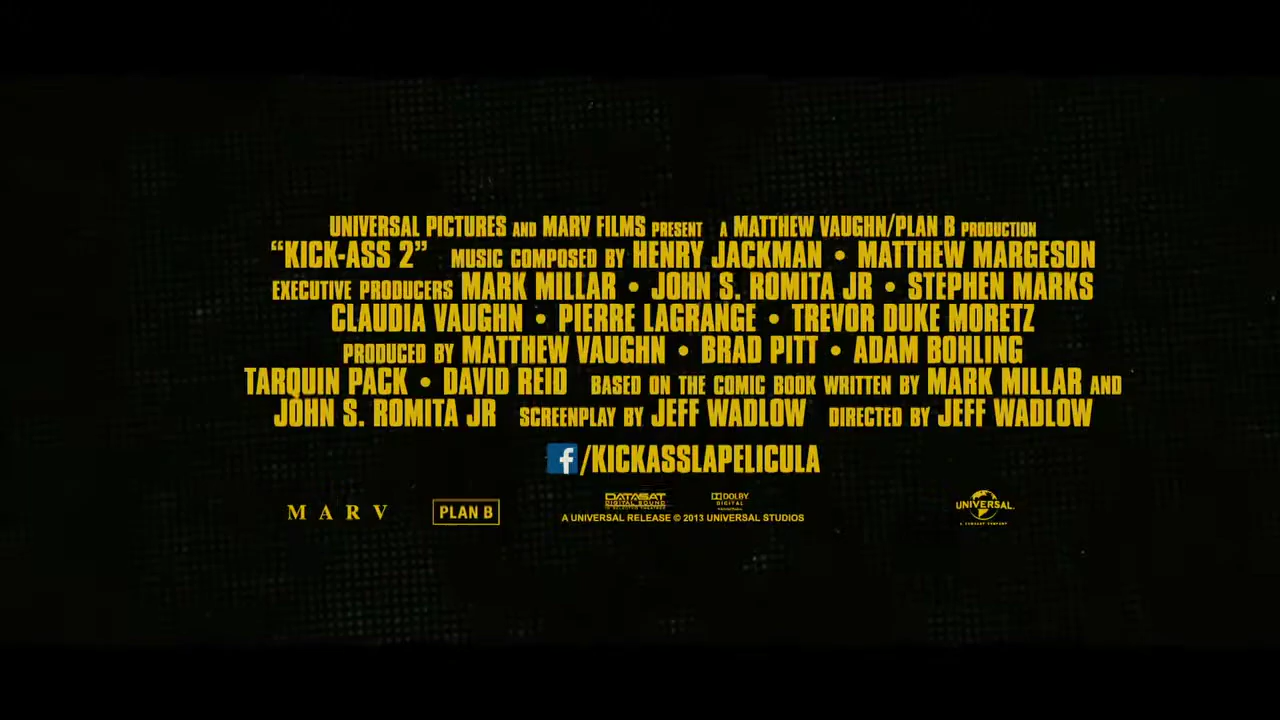 UNIVERSAL PICTURES AND MARV FILMS PRESENT A MATTHEW VAUGHN/PLAN B PRODUCTION
“KICK-ASS 2” MUSIC COMPOSED BY HENRY JACKMAN • MATTHEW MARGESON
EXECUTIVE PRODUCERS MARK MILLAR • JOHN S. ROMITA JR • STEPHEN MARKS
CLAUDIA VAUGHN • PIERRE LAGRANGE • TREVOR DUKE MORETZ
PRODUCED BY MATTHEW VAUGHN • BRAD PITT • ADAM BOHLING
TARQUIN PACK • DAVID REID BASED ON THE COMIC BOOK WRITTEN BY MARK MILLAR AND
JOHN S. ROMITA JR SCREENPLAY BY JEFF WADLOW DIRECTED BY JEFF WADLOW
f/KICKASSLAPELICULA
MARV PLAN B
DATASAT
DIGITAL SOUND
DOLBY
DIGITAL
A UNIVERSAL RELEASE © 2013 UNIVERSAL STUDIOS
UNIVERSAL